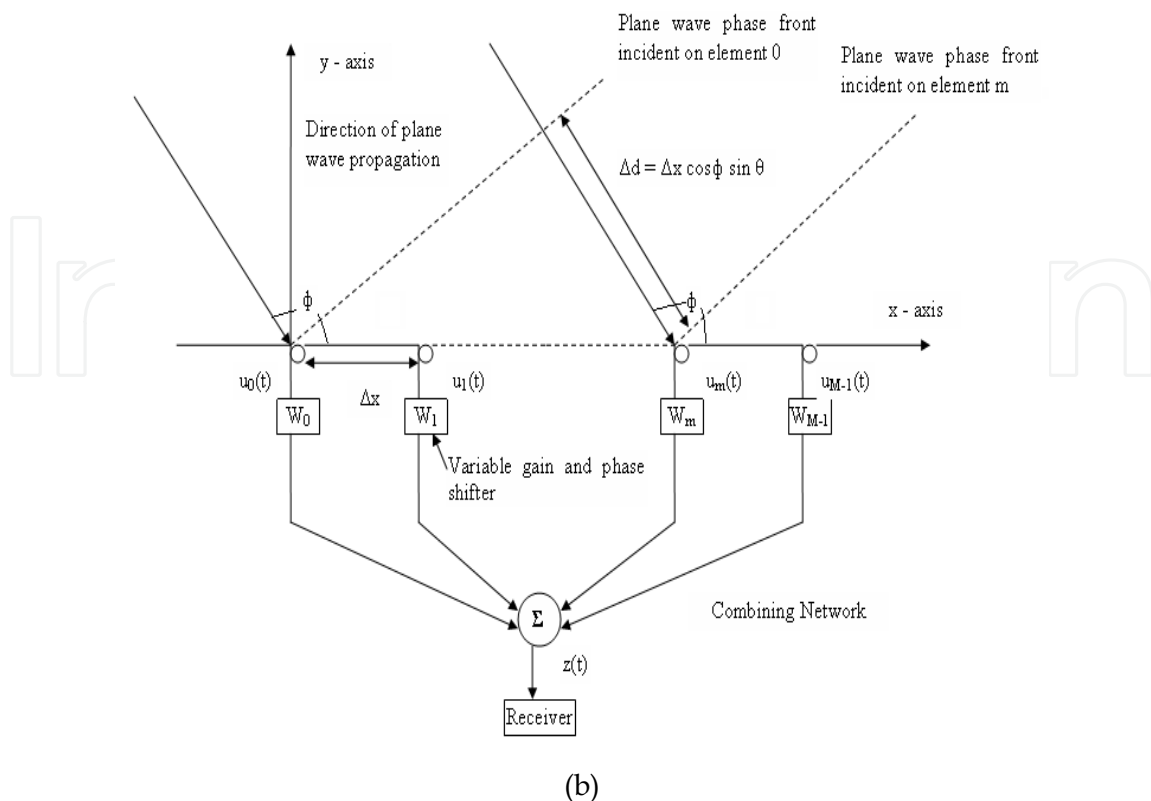 Plane wave phase front
incident on element 0
Plane wave phase front
incident on element m
y - axis
Direction of plane
wave propagation
Δd = Δx cosϕ sin θ
ϕ
ϕ
x - axis
u0(t)
Δx
u1(t)
um(t)
uM-1(t)
W0
W1
Wm
WM-1
Variable gain and phase
shifter
Σ
Combining Network
z(t)
Receiver
(b)